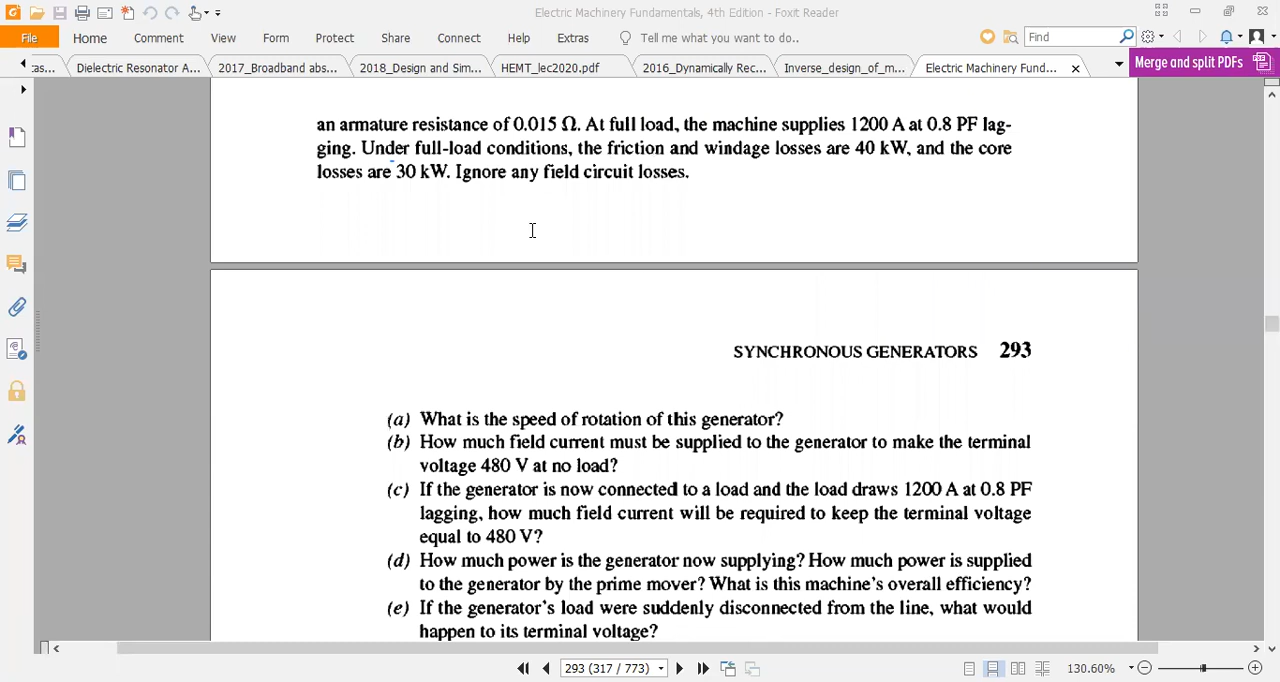 Electric Machinery Fundamentals, 4th Edition - Foxit Reader
File Home Comment View Form Protect Share Connect Help Extras Tell me what you want to do.. Find
tas... Dielectric Resonator A... 2017_Broadband abs... 2018_Design and Sim... HEMT_lec2020.pdf 2016_Dynamically Rec... Inverse_design_of_m... Electric Machinery Fund... Merge and split PDFs
an armature resistance of 0.015 Ω. At full load, the machine supplies 1200 A at 0.8 PF lag-
ging. Under full-load conditions, the friction and windage losses are 40 kW, and the core
losses are 30 kW. Ignore any field circuit losses.
SYNCHRONOUS GENERATORS 293
(a) What is the speed of rotation of this generator?
(b) How much field current must be supplied to the generator to make the terminal
voltage 480 V at no load?
(c) If the generator is now connected to a load and the load draws 1200 A at 0.8 PF
lagging, how much field current will be required to keep the terminal voltage
equal to 480 V?
(d) How much power is the generator now supplying? How much power is supplied
to the generator by the prime mover? What is this machine's overall efficiency?
(e) If the generator's load were suddenly disconnected from the line, what would
happen to its terminal voltage?
293 (317 / 773) 130.60%